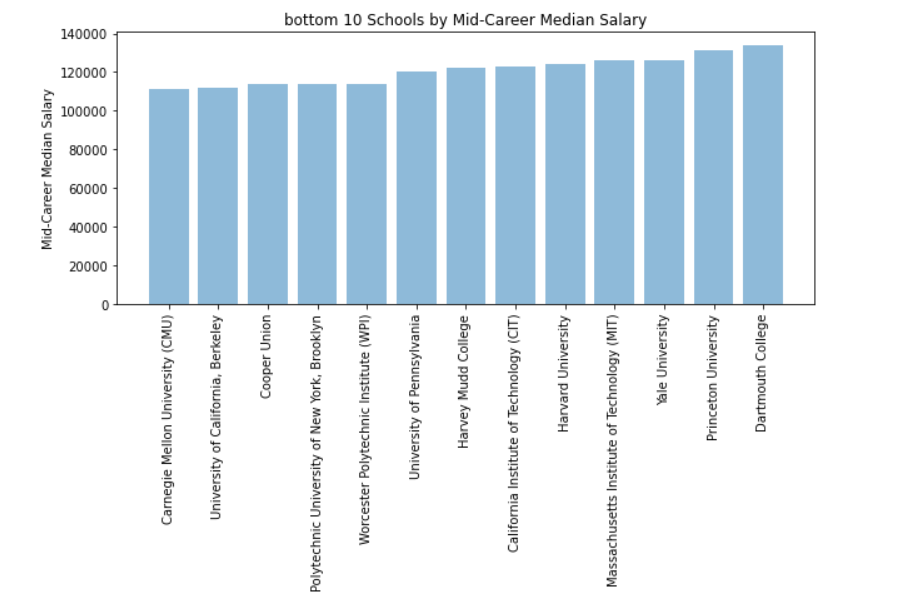 bottom 10 Schools by Mid-Career Median Salary
140000
120000
100000
80000
60000
40000
20000
0
Mid-Career Median Salary
Carnegie Mellon University (CMU)
University of California, Berkeley
Cooper Union
Polytechnic University of New York, Brooklyn
Worcester Polytechnic Institute (WPI)
University of Pennsylvania
Harvey Mudd College
California Institute of Technology (CIT)
Harvard University
Massachusetts Institute of Technology (MIT)
Yale University
Princeton University
Dartmouth College